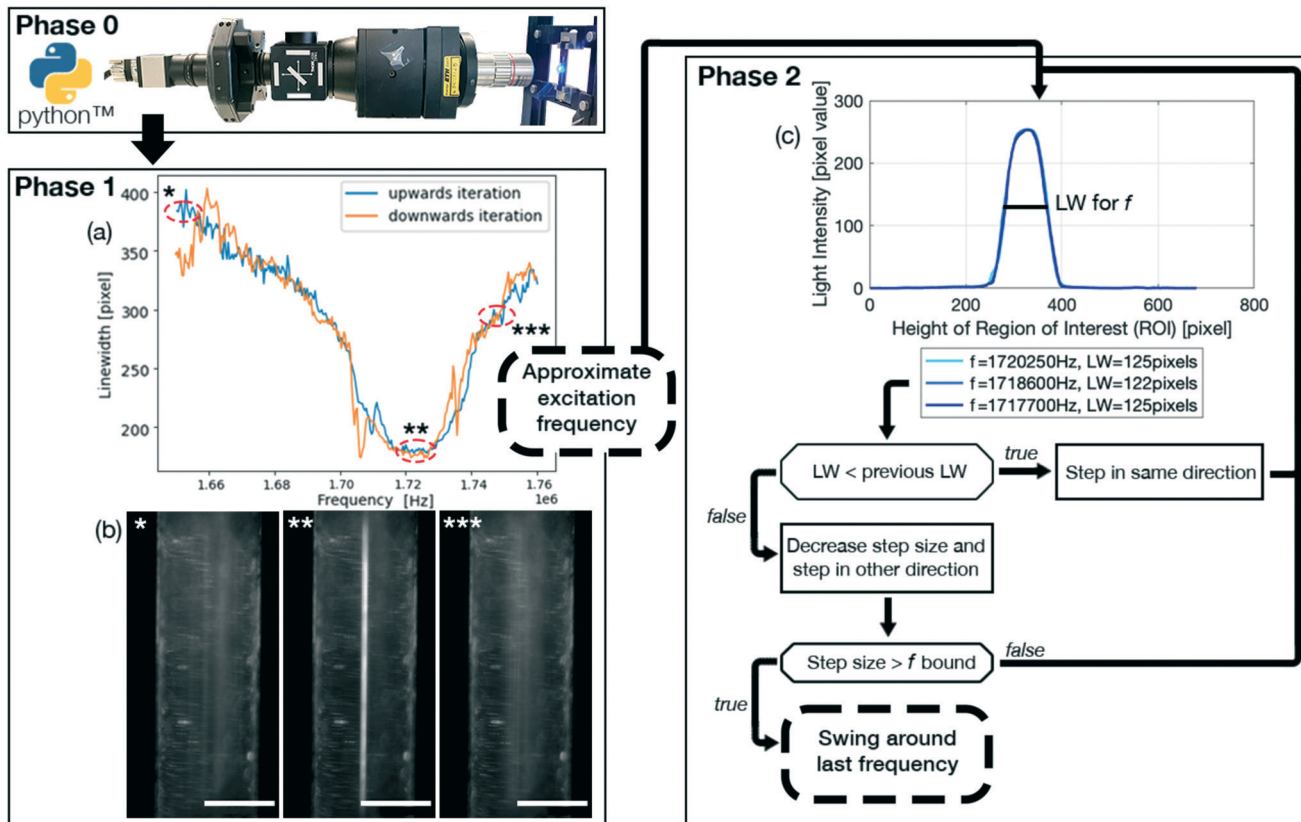 Phase 0
python™
Phase 1
(a)
*
upwards iteration
downwards iteration
400
350
300
250
200
Linewidth [pixel]
**
***
1.66
1.68
1.70
1.72
1.74
1.76
Frequency [Hz]
1e6
Approximate
excitation
frequency
(b)
*
**
***
Phase 2
(c)
300
200
100
0
Light Intensity [pixel value]
LW for f
0
200
400
600
800
Height of Region of Interest (ROI) [pixel]
f=1720250Hz, LW=125pixels
f=1718600Hz, LW=122pixels
f=1717700Hz, LW=125pixels
LW < previous LW
true
Step in same direction
false
Decrease step size and
step in other direction
Step size > f bound
false
true
Swing around
last frequency